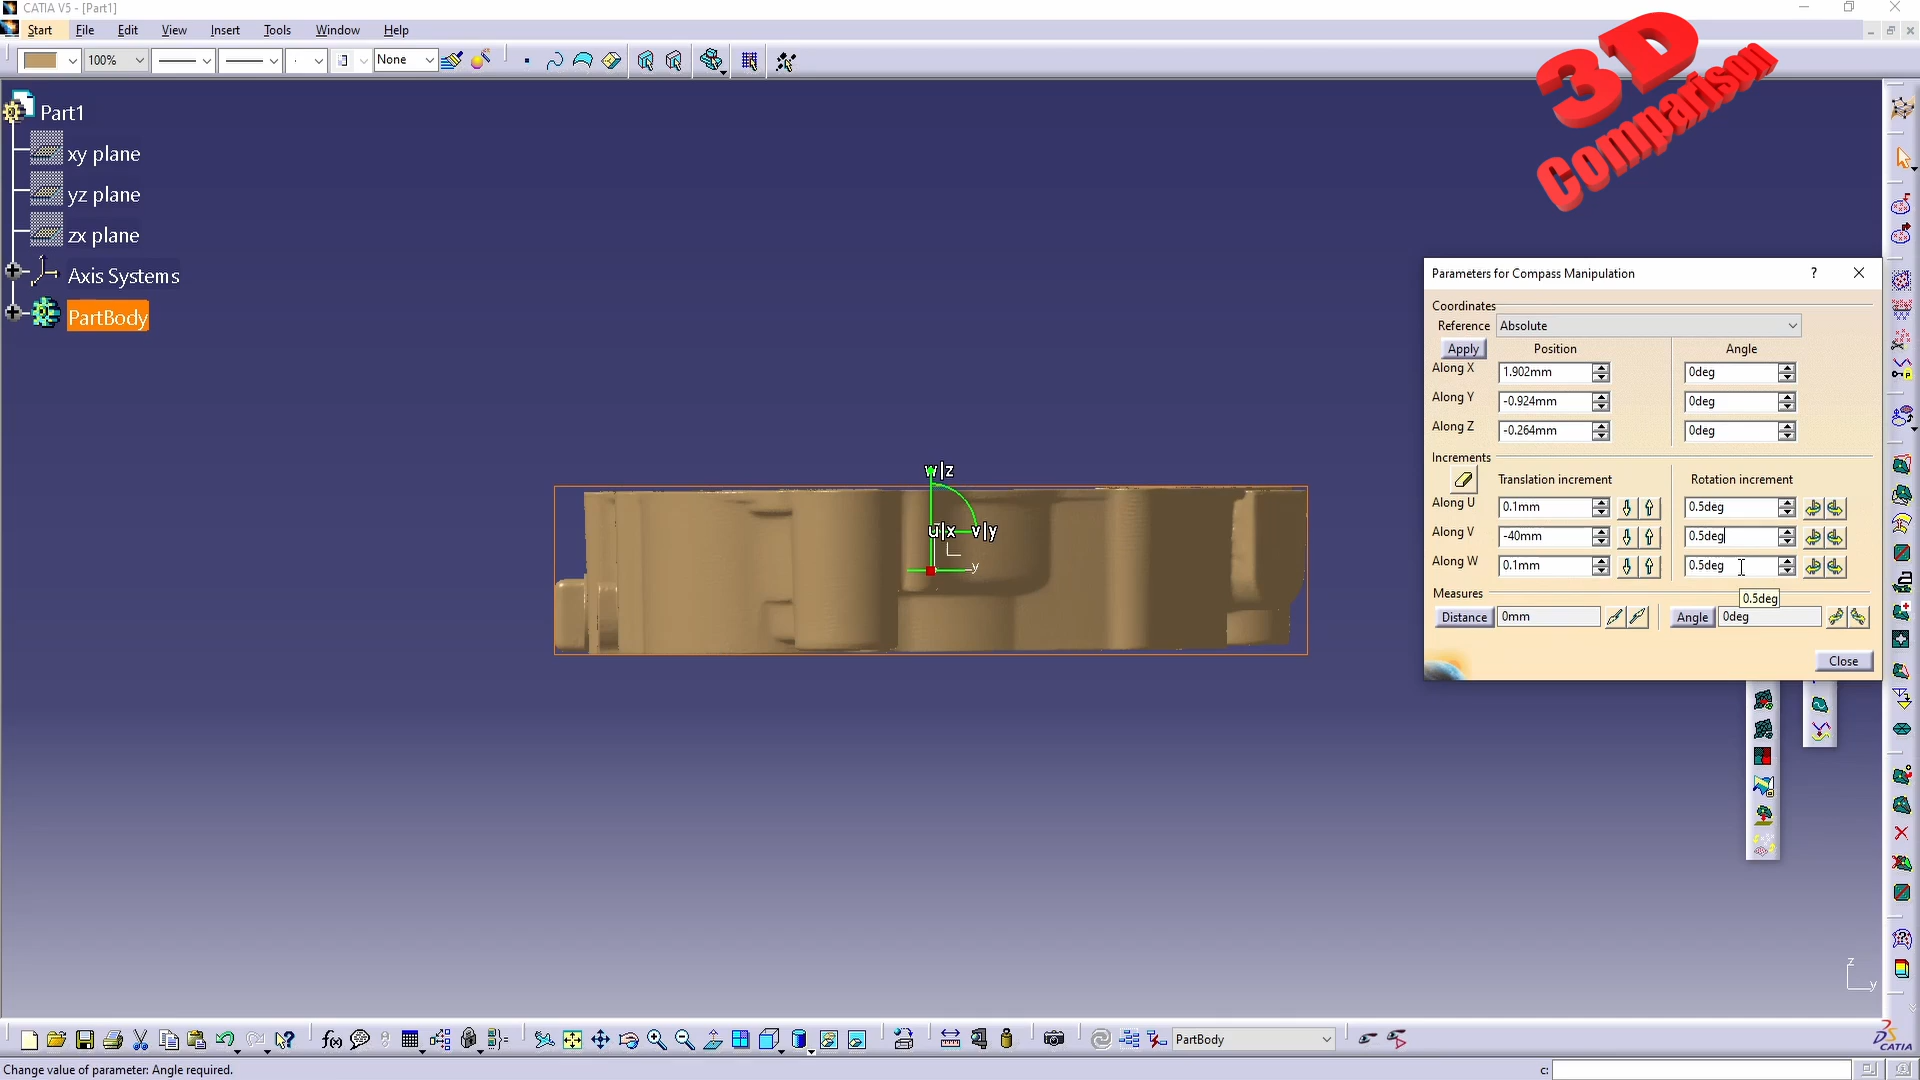 CATIA V5 - [Part1]
Start File Edit View Insert Tools Window Help
100% None
3D
Comparison
Part1
xy plane
yz plane
zx plane
Axis Systems
PartBody
w|z
u|x v|y
y
Parameters for Compass Manipulation ?
Coordinates
Reference Absolute
Apply Position Angle
Along X 1.902mm 0deg
Along Y -0.924mm 0deg
Along Z -0.264mm 0deg
Increments
Translation increment Rotation increment
Along U 0.1mm 0.5deg
Along V -40mm 0.5deg
Along W 0.1mm 0.5deg
0.5deg
Measures
Distance 0mm Angle 0deg
Close
z
y
f(x) PartBody
CATIA
Change value of parameter: Angle required. c: